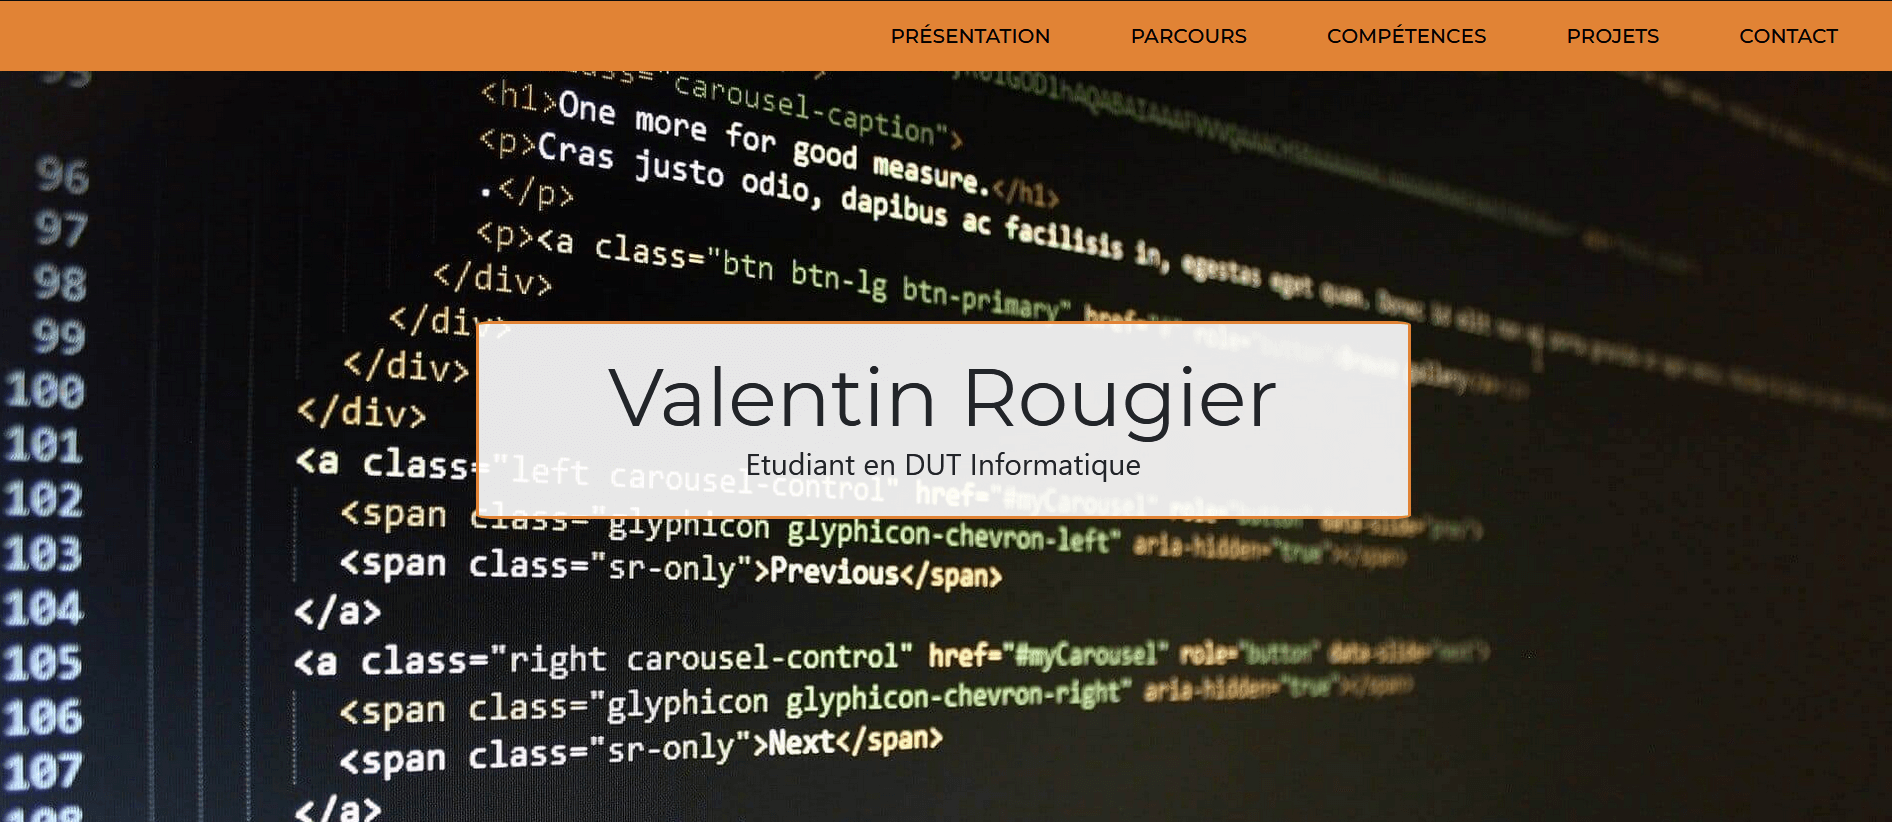 PRÉSENTATION PARCOURS COMPÉTENCES PROJETS CONTACT
95
class="carousel-caption">
<h1>One more for good measure.</h1>
96 <p>Cras justo odio, dapibus ac facilisis in, egestas eget quam. Donec id elit
.</p>
97 <p><a class="btn btn-lg btn-primary" href="#" role="button">
98 </div>
99 </div>
100 </div>
Valentin Rougier
101 </div>
Etudiant en DUT Informatique
102 <a class="left carousel-control" href="#myCarousel" role="button" data-slide="prev">
103 <span class="glyphicon glyphicon-chevron-left" aria-hidden="true"></span>
104 <span class="sr-only">Previous</span>
105 </a>
106 <a class="right carousel-control" href="#myCarousel" role="button" data-slide="next">
107 <span class="glyphicon glyphicon-chevron-right" aria-hidden="true"></span>
108 <span class="sr-only">Next</span>
</a>